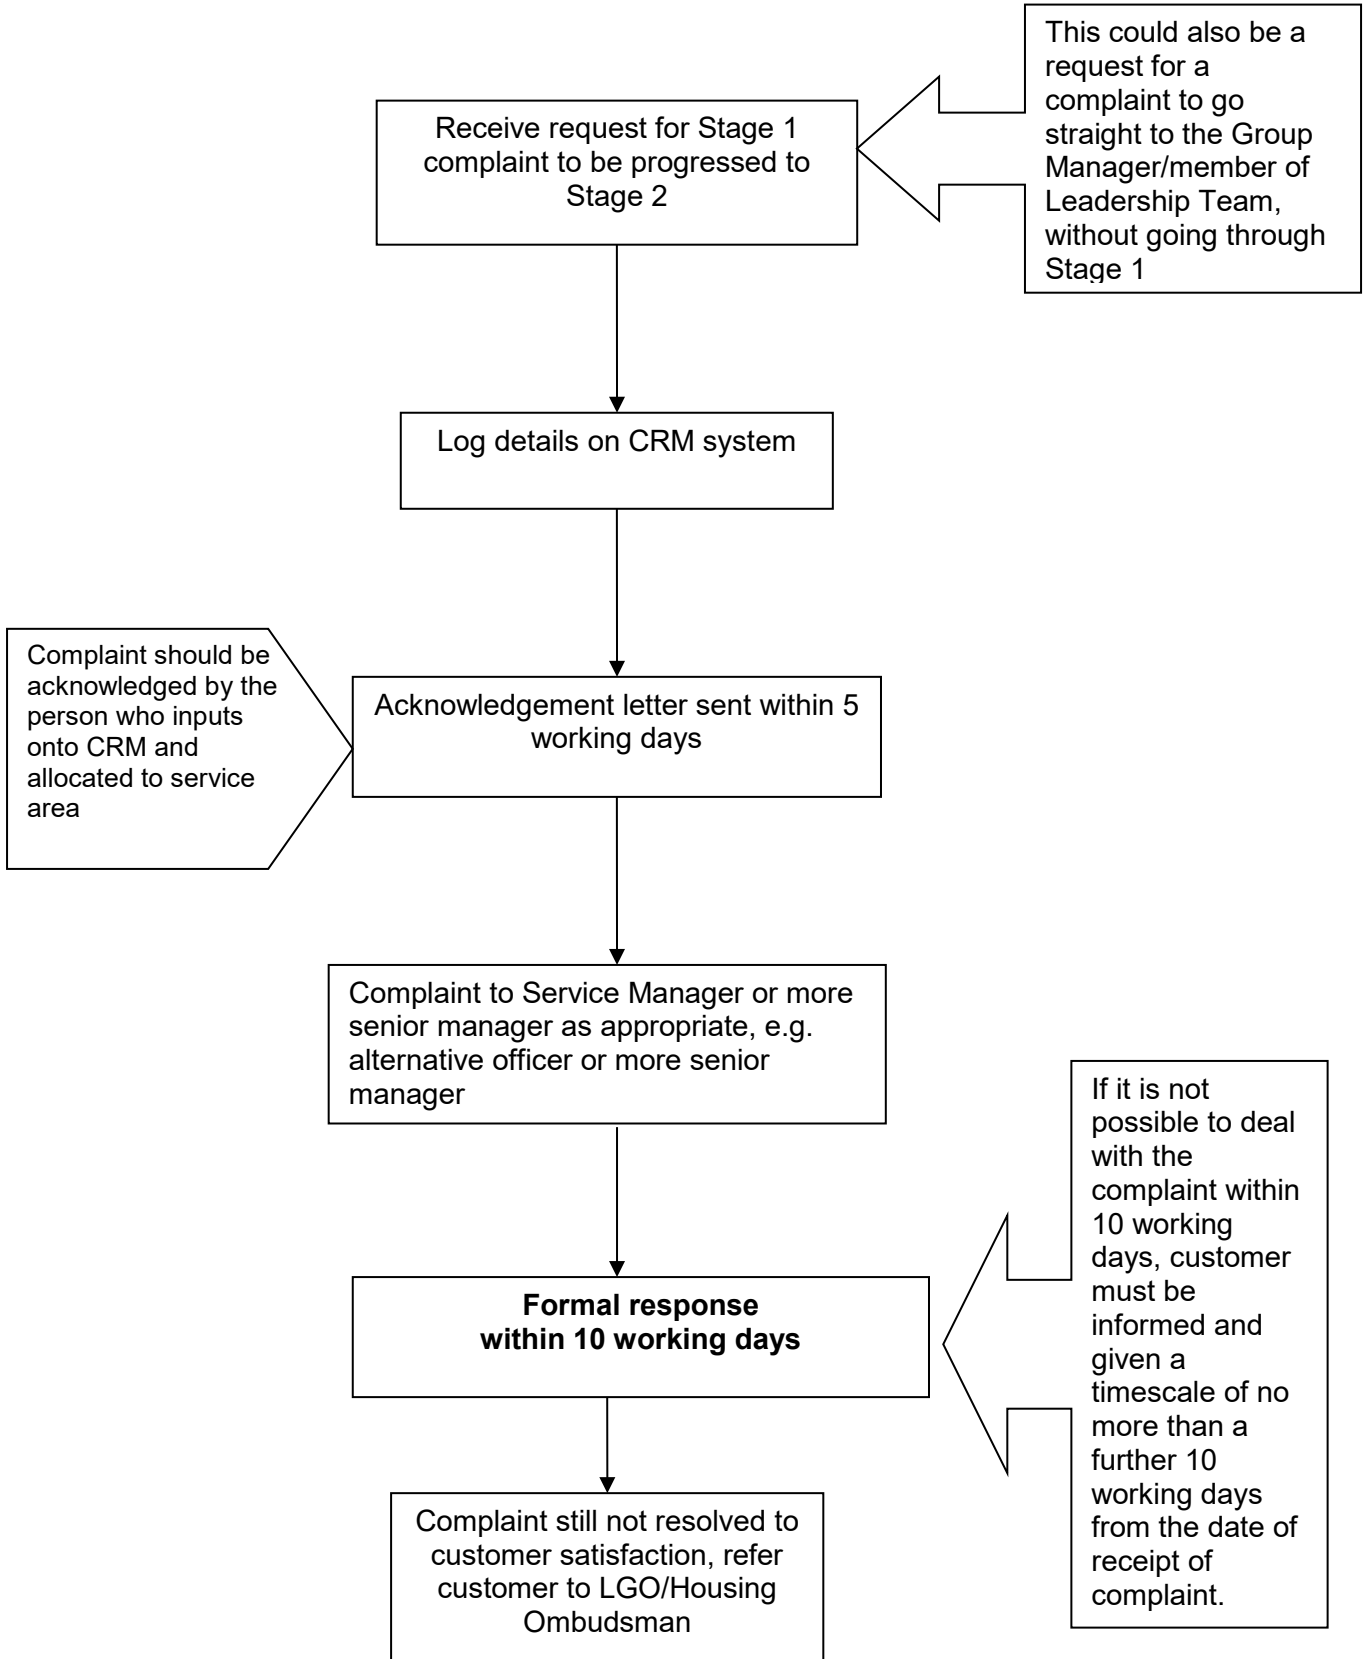 This could also be a
request for a
complaint to go
straight to the Group
Manager/member of
Leadership Team,
without going through
Stage 1
Receive request for Stage 1
complaint to be progressed to
Stage 2
Log details on CRM system
Complaint should be
acknowledged by the
person who inputs
onto CRM and
allocated to service
area
Acknowledgement letter sent within 5
working days
Complaint to Service Manager or more
senior manager as appropriate, e.g.
alternative officer or more senior
manager
Formal response
within 10 working days
If it is not
possible to deal
with the
complaint within
10 working
days, customer
must be
informed and
given a
timescale of no
more than a
further 10
working days
from the date of
receipt of
complaint.
Complaint still not resolved to
customer satisfaction, refer
customer to LGO/Housing
Ombudsman